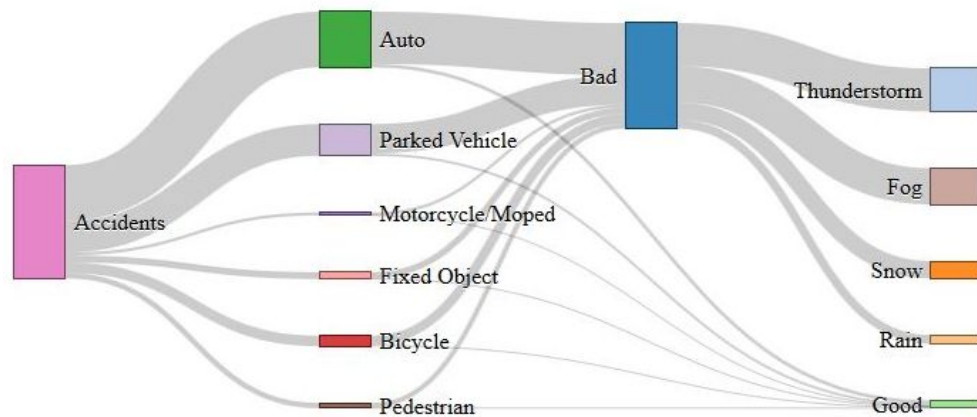 Accidents
Auto
Parked Vehicle
Motorcycle/Moped
Fixed Object
Bicycle
Pedestrian
Bad
Thunderstorm
Fog
Snow
Rain
Good